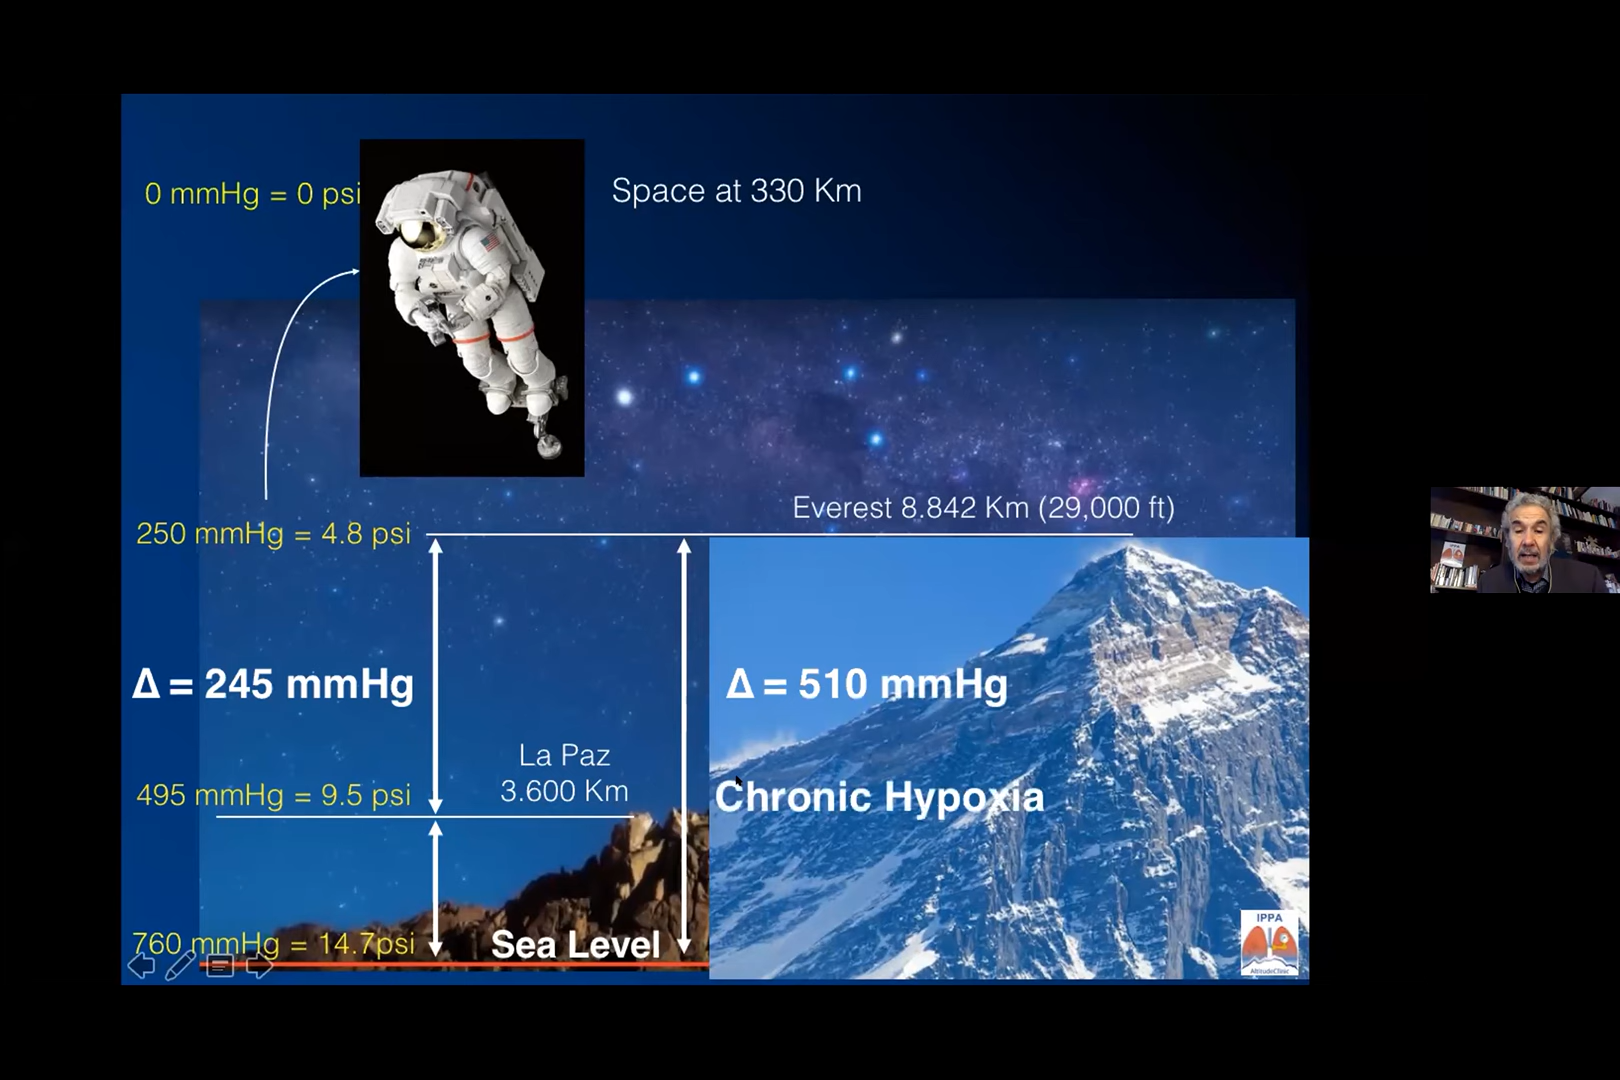 0 mmHg = 0 psi
Space at 330 Km
Everest 8.842 Km (29,000 ft)
250 mmHg = 4.8 psi
Δ = 245 mmHg
Δ = 510 mmHg
La Paz
3.600 Km
495 mmHg = 9.5 psi
Chronic Hypoxia
760 mmHg = 14.7psi
Sea Level
IPPA
AltitudeClinic